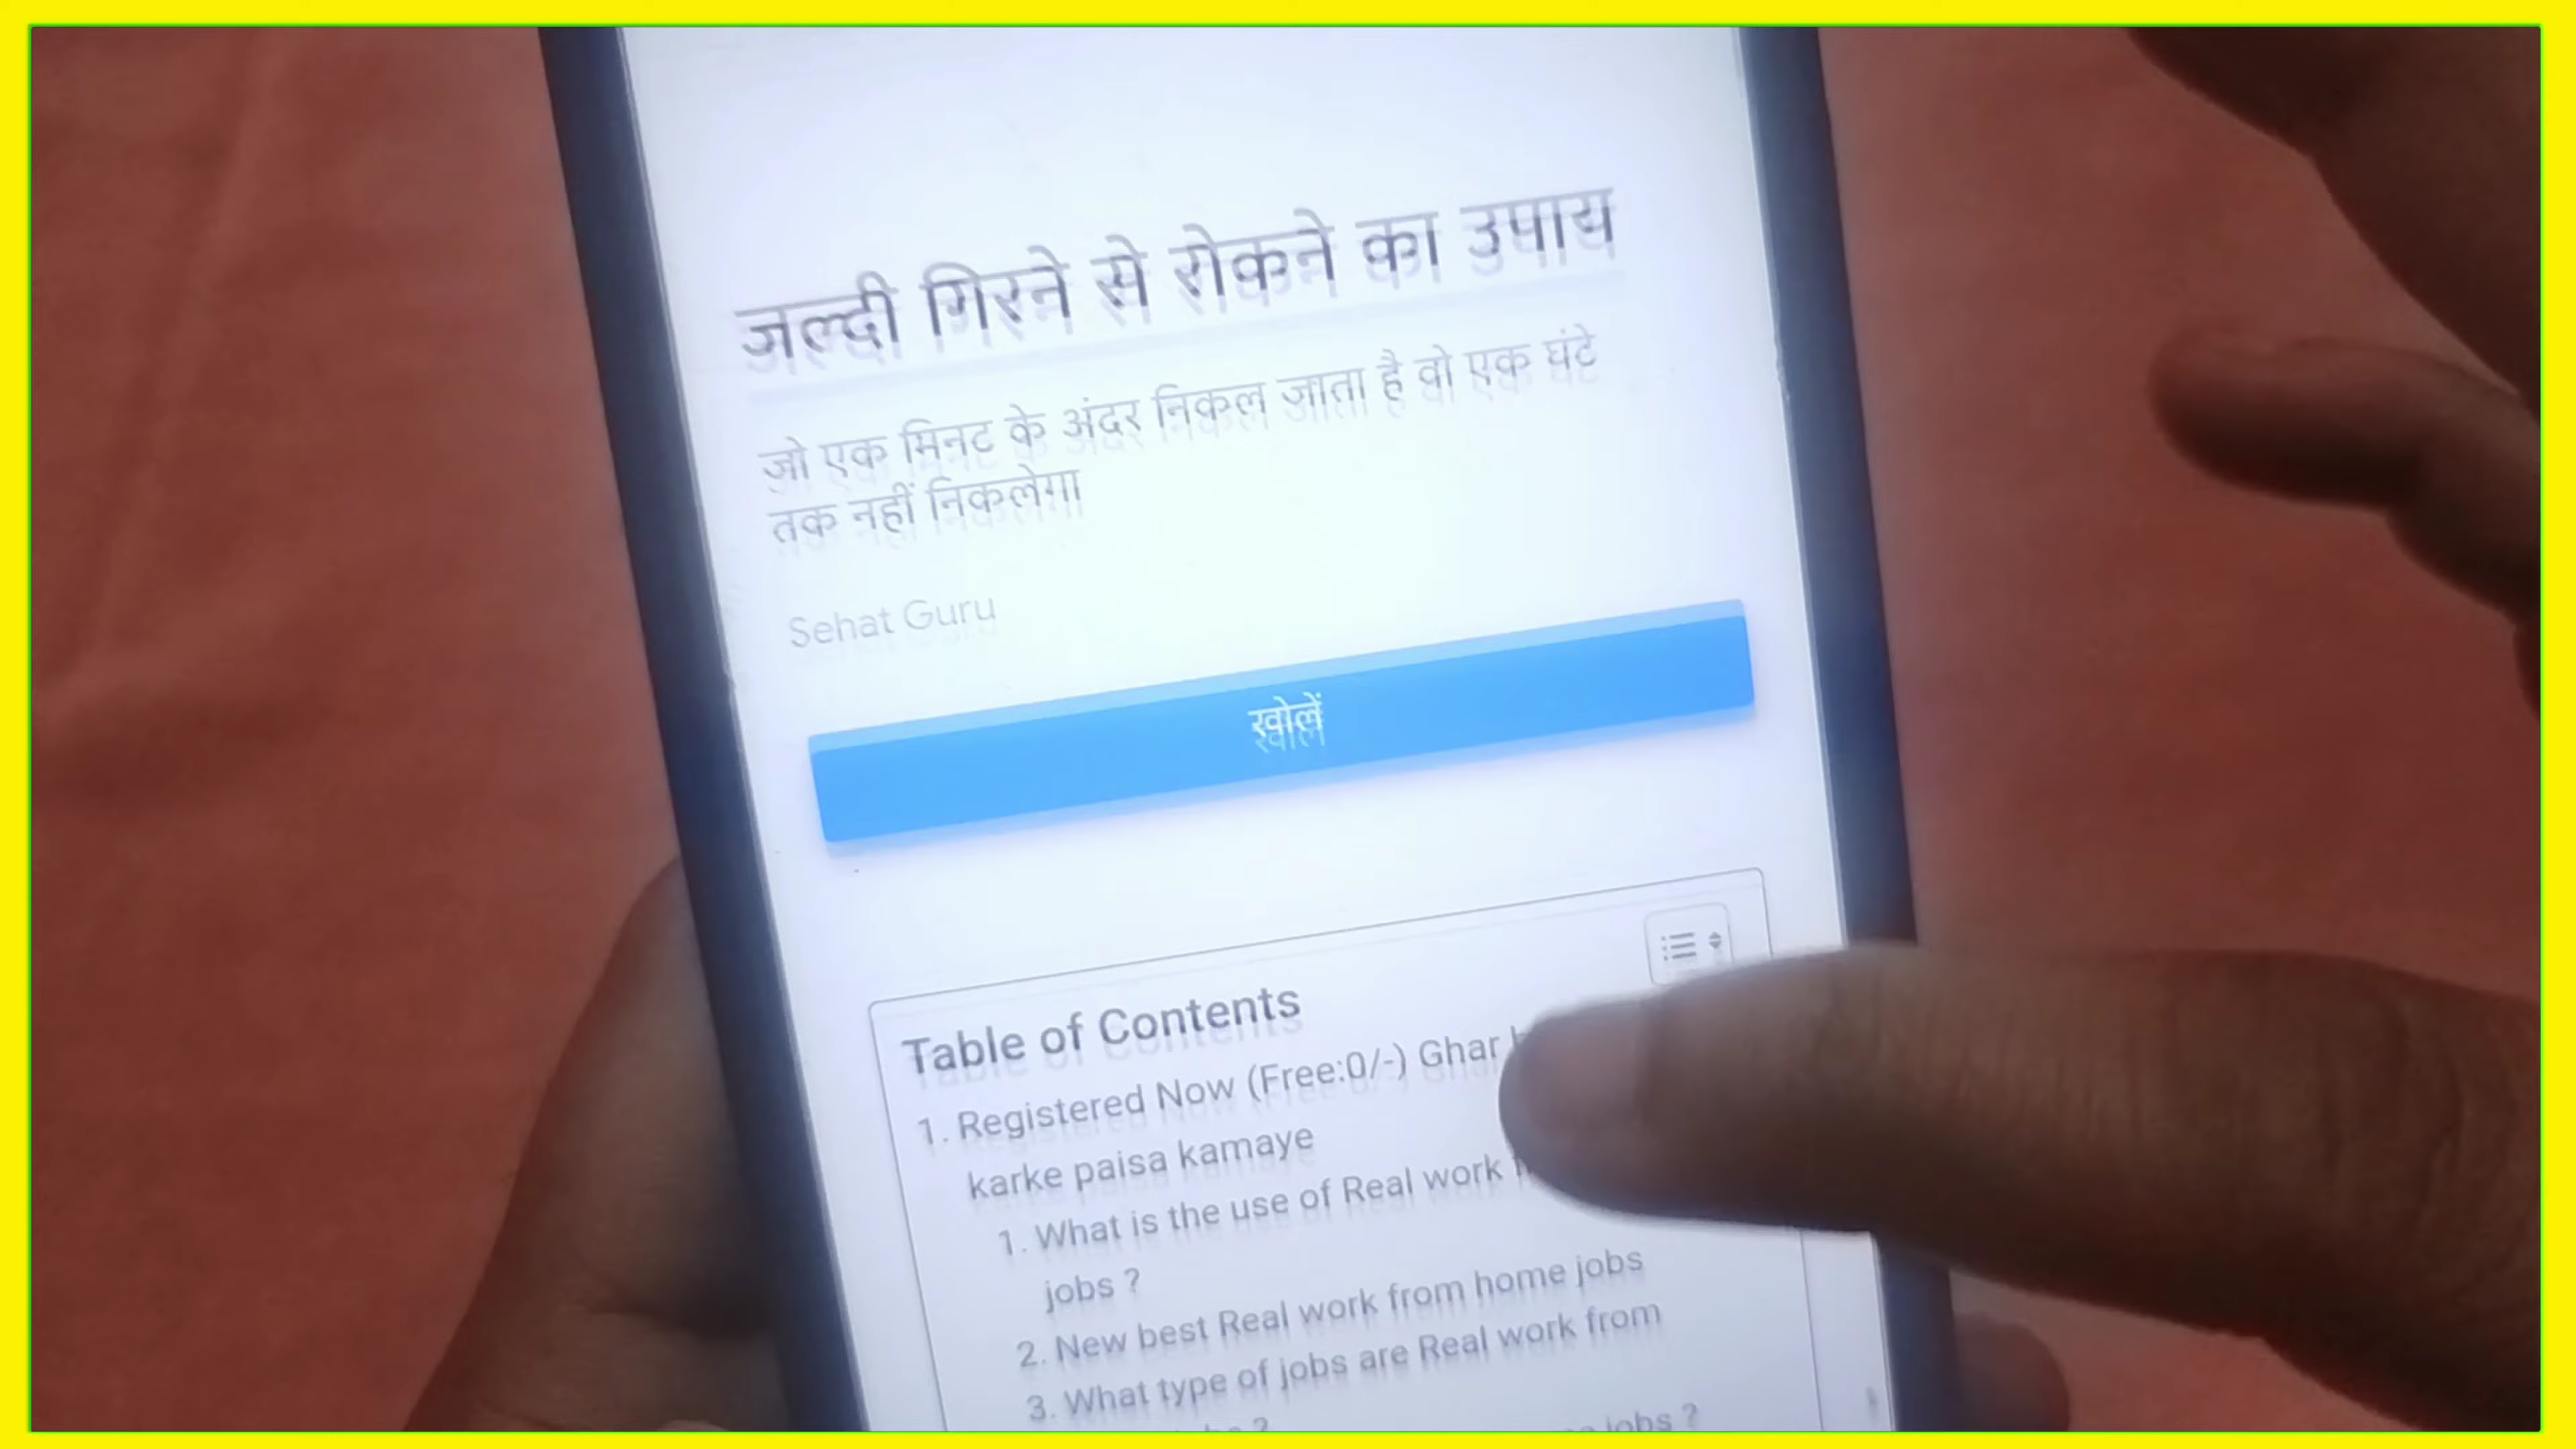 जल्दी गिरने से रोकने का उपाय
जो एक मिनट के अंदर निकल जाता है वो एक घंटे
तक नहीं निकलेगा
Sehat Guru
खोलें
Table of Contents
1. Registered Now (Free:0/-) Ghar
karke paisa kamaye
1. What is the use of Real work
jobs ?
2. New best Real work from home jobs
3. What type of jobs are Real work from
jobs ?